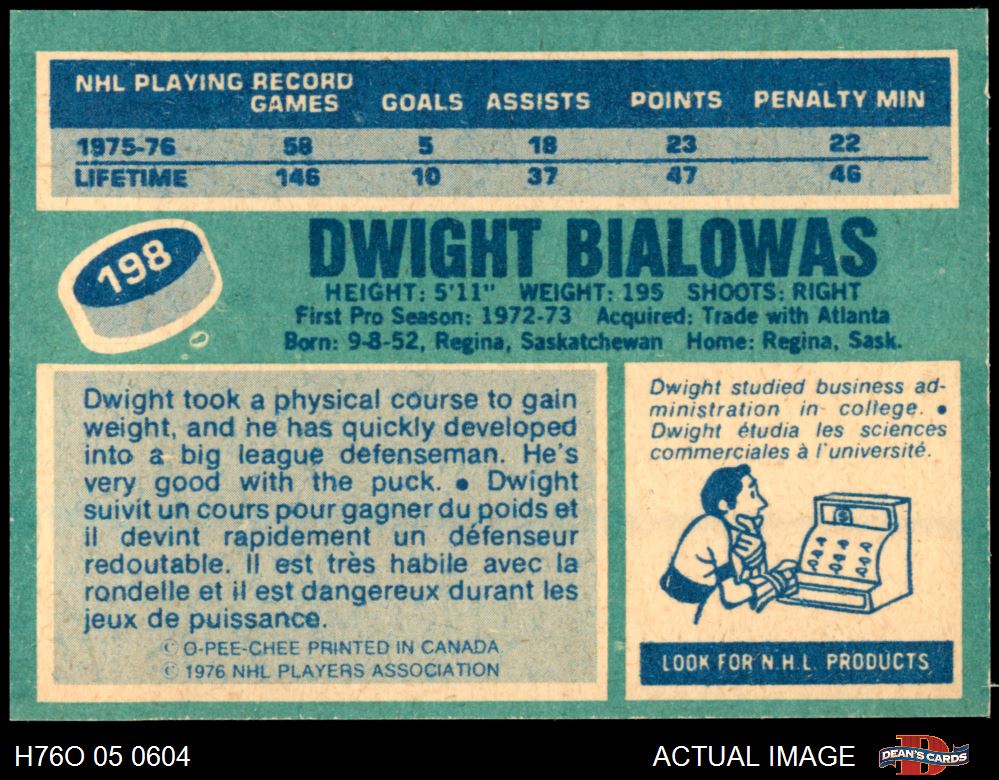 NHL PLAYING RECORD
GAMES GOALS ASSISTS POINTS PENALTY MIN
1975-76 58 5 18 23 22
LIFETIME 146 10 37 47 46
198
DWIGHT BIALOWAS
HEIGHT: 5'11" WEIGHT: 195 SHOOTS: RIGHT
First Pro Season: 1972-73 Acquired: Trade with Atlanta
Born: 9-8-52, Regina, Saskatchewan Home: Regina, Sask.
Dwight took a physical course to gain
weight, and he has quickly developed
into a big league defenseman. He's
very good with the puck. • Dwight
suivit un cours pour gagner du poids et
il devint rapidement un défenseur
redoutable. Il est très habile avec la
rondelle et il est dangereux durant les
jeux de puissance.
© O-PEE-CHEE PRINTED IN CANADA
© 1976 NHL PLAYERS ASSOCIATION
Dwight studied business ad-
ministration in college. •
Dwight étudia les sciences
commerciales à l'université.
LOOK FOR N.H.L. PRODUCTS
H76O 05 0604
ACTUAL IMAGE
D
DEAN'S CARDS